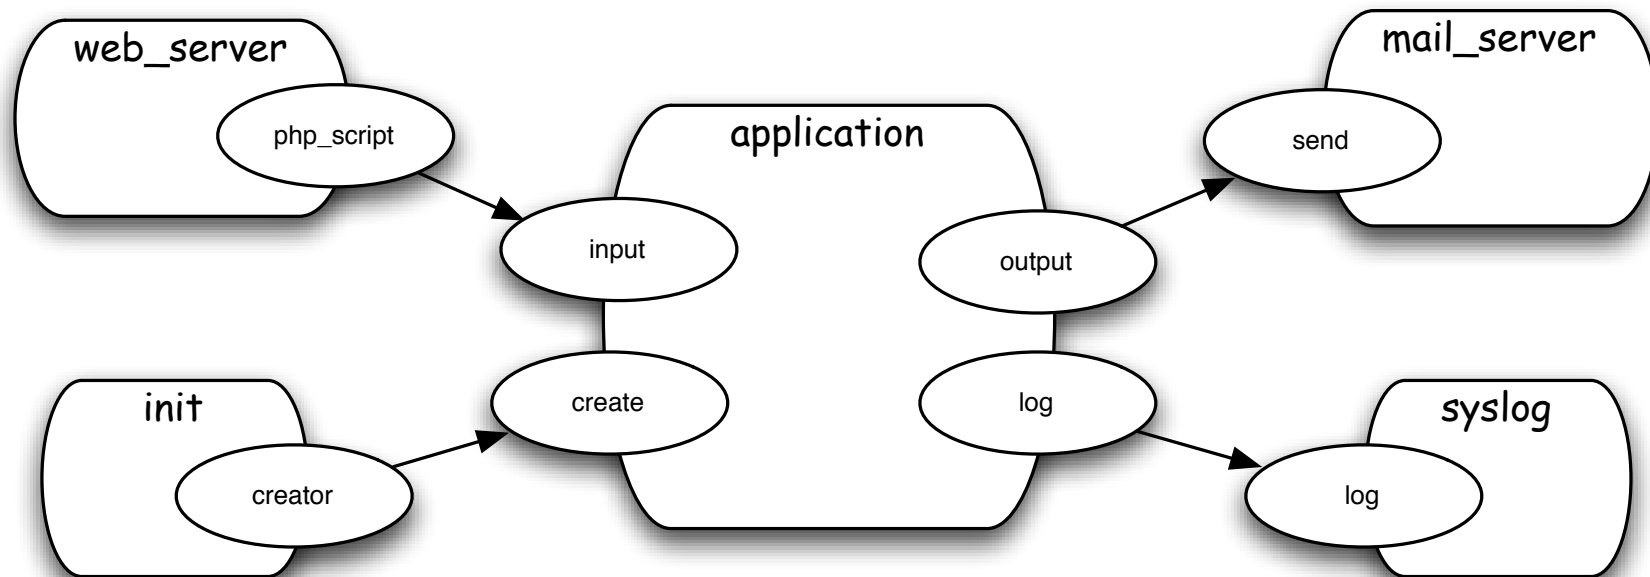 web_server
php_script
application
mail_server
send
input
output
init
creator
create
log
syslog
log